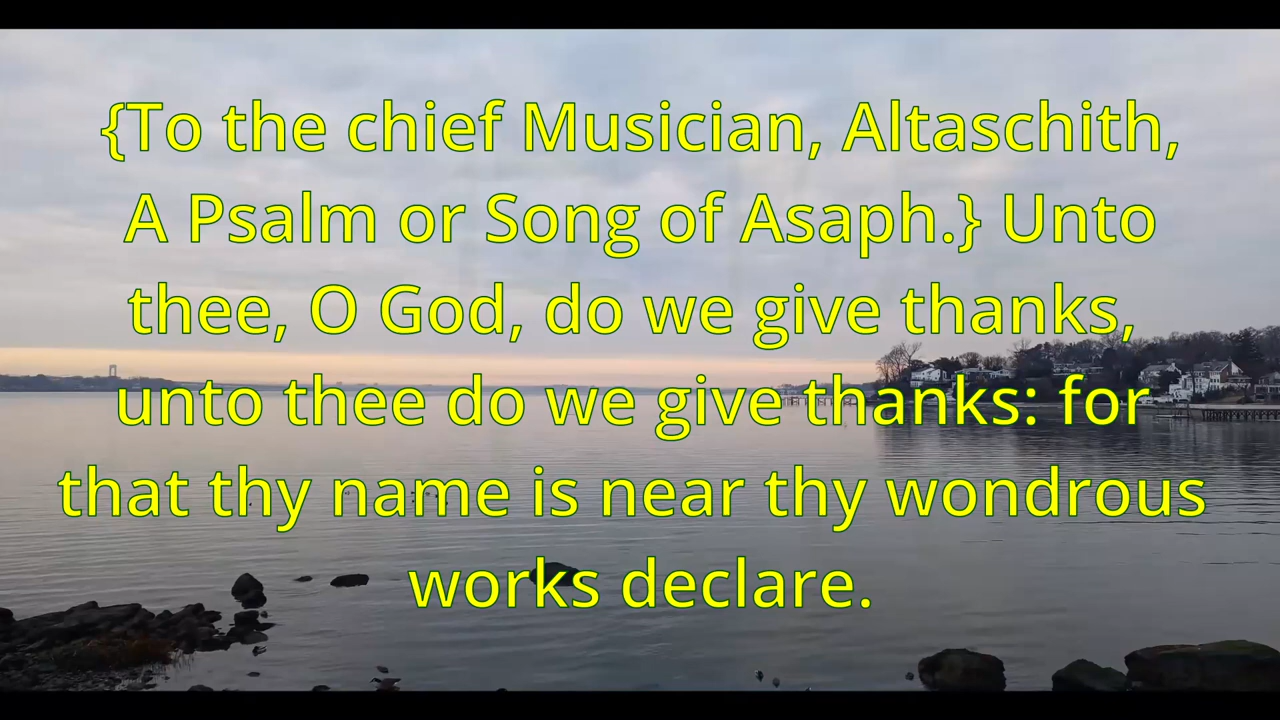 {To the chief Musician, Altaschith,
A Psalm or Song of Asaph.} Unto
thee, O God, do we give thanks,
unto thee do we give thanks: for
that thy name is near thy wondrous
works declare.